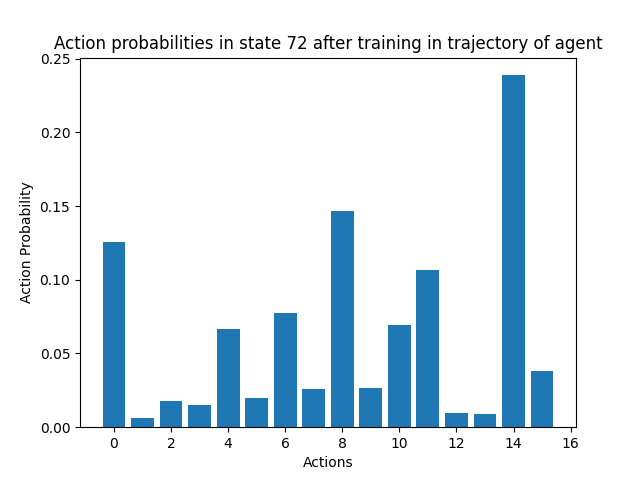 Action probabilities in state 72 after training in trajectory of agent
0.25
0.20
0.15
0.10
0.05
0.00
Action Probability
0 2 4 6 8 10 12 14 16
Actions